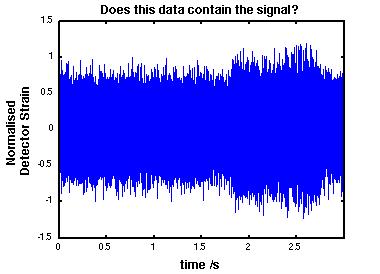 Does this data contain the signal?
Normalised
Detector Strain
1.5
1
0.5
0
-0.5
-1
-1.5
0 0.5 1 1.5 2 2.5
time /s